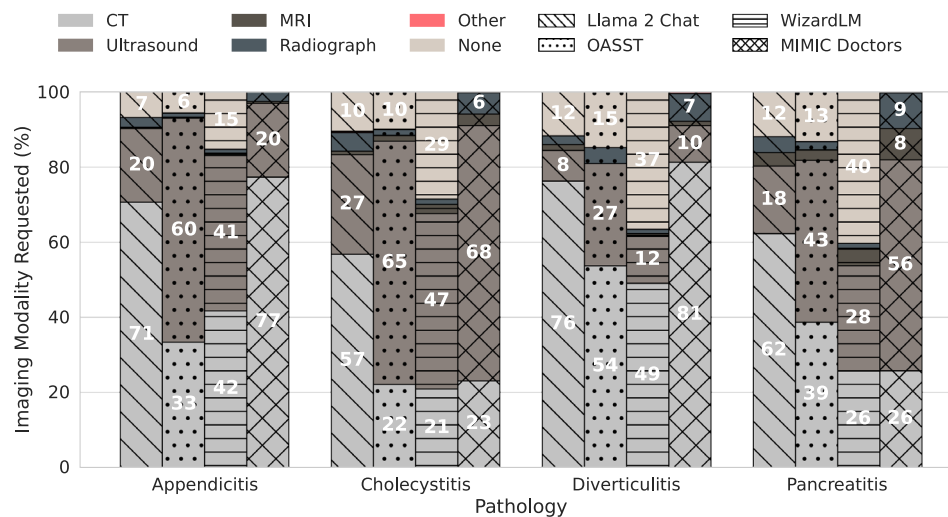 CT MRI Other Llama 2 Chat WizardLM
Ultrasound Radiograph None OASST MIMIC Doctors
Imaging Modality Requested (%)
100
80
60
40
20
0
7 6 15 20
20 60 41 77
71 33 42
10 10 29 6
27 65 47 68
57 22 21 23
12 15 37 7
8 27 12 10
76 54 49 81
12 13 40 9
8
18 43 28 56
62 39 26 26
Appendicitis Cholecystitis Diverticulitis Pancreatitis
Pathology